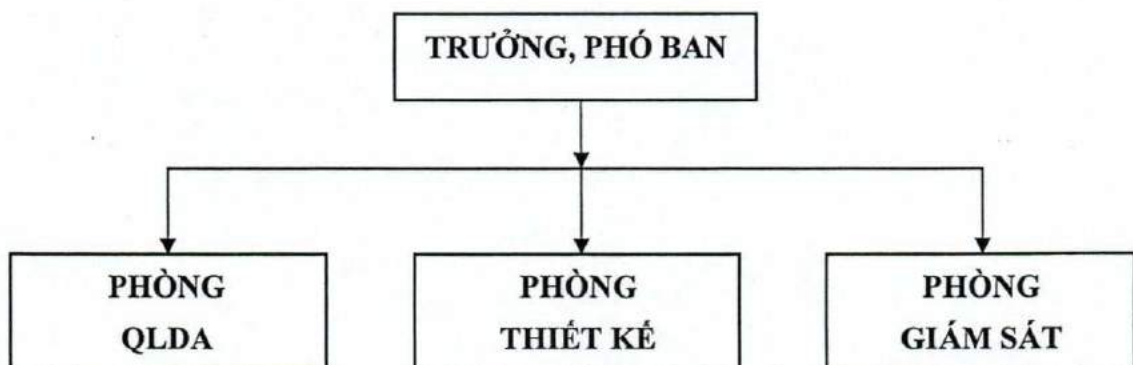 TRƯỞNG, PHÓ BAN
PHÒNG
QLDA
PHÒNG
THIẾT KẾ
PHÒNG
GIÁM SÁT